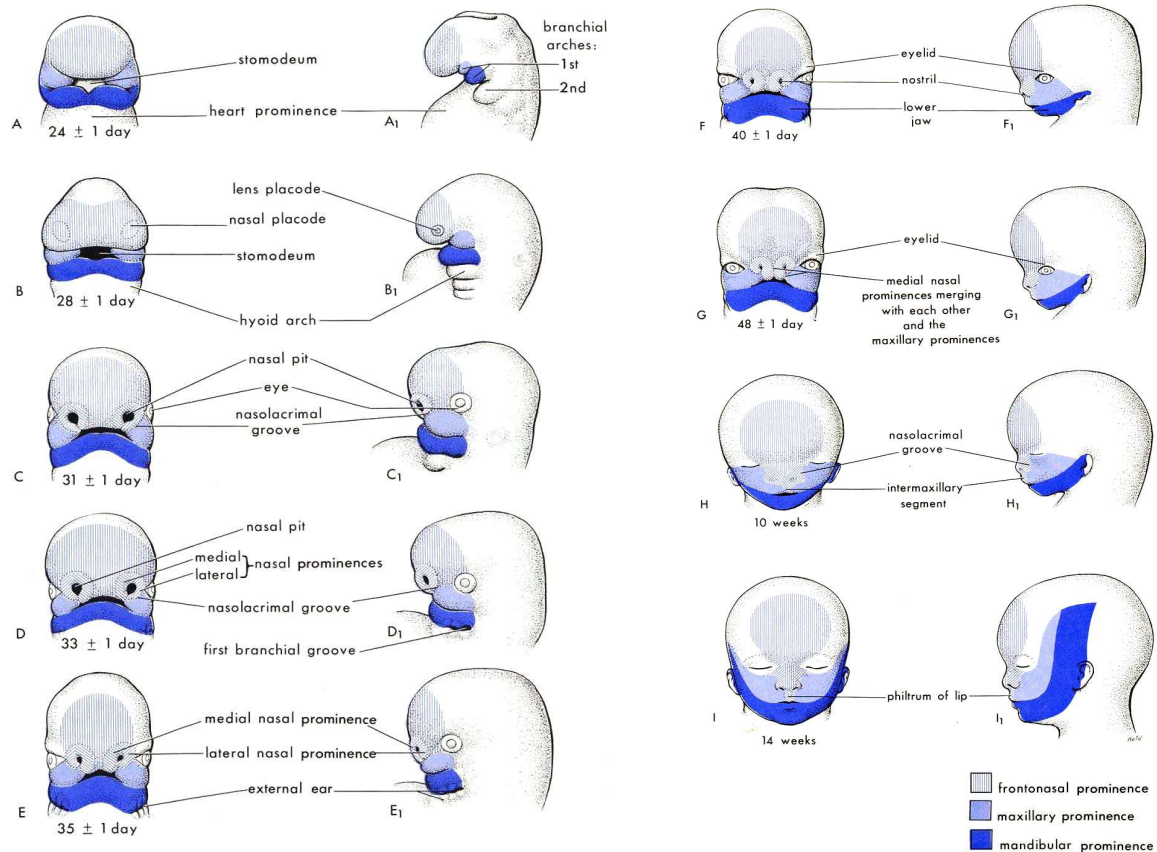 branchial
arches:
1st
2nd
stomodeum
heart prominence
A
24 ± 1 day
A1
lens placode
nasal placode
stomodeum
B
28 ± 1 day
B1
hyoid arch
nasal pit
eye
nasolacrimal
groove
C
31 ± 1 day
C1
nasal pit
medial
lateral
nasal prominences
nasolacrimal groove
D
33 ± 1 day
D1
first branchial groove
medial nasal prominence
lateral nasal prominence
external ear
E
35 ± 1 day
E1
eyelid
nostril
lower
jaw
F
40 ± 1 day
F1
eyelid
medial nasal
prominences merging
with each other
and the
maxillary prominences
G
48 ± 1 day
G1
nasolacrimal
groove
intermaxillary
segment
H
10 weeks
H1
philtrum of lip
I
14 weeks
I1
frontonasal prominence
maxillary prominence
mandibular prominence